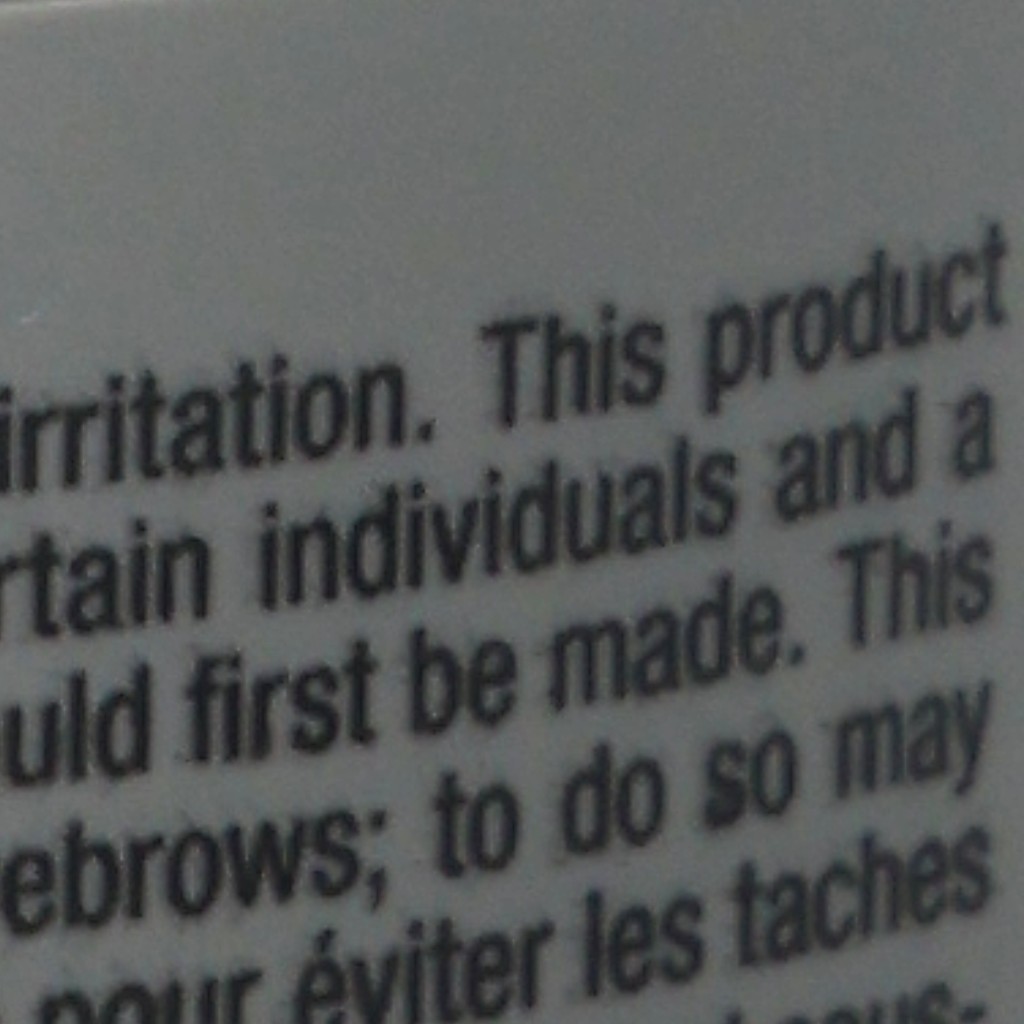 irritation. This product
rtain individuals and a
uld first be made. This
ebrows; to do so may
pour éviter les taches